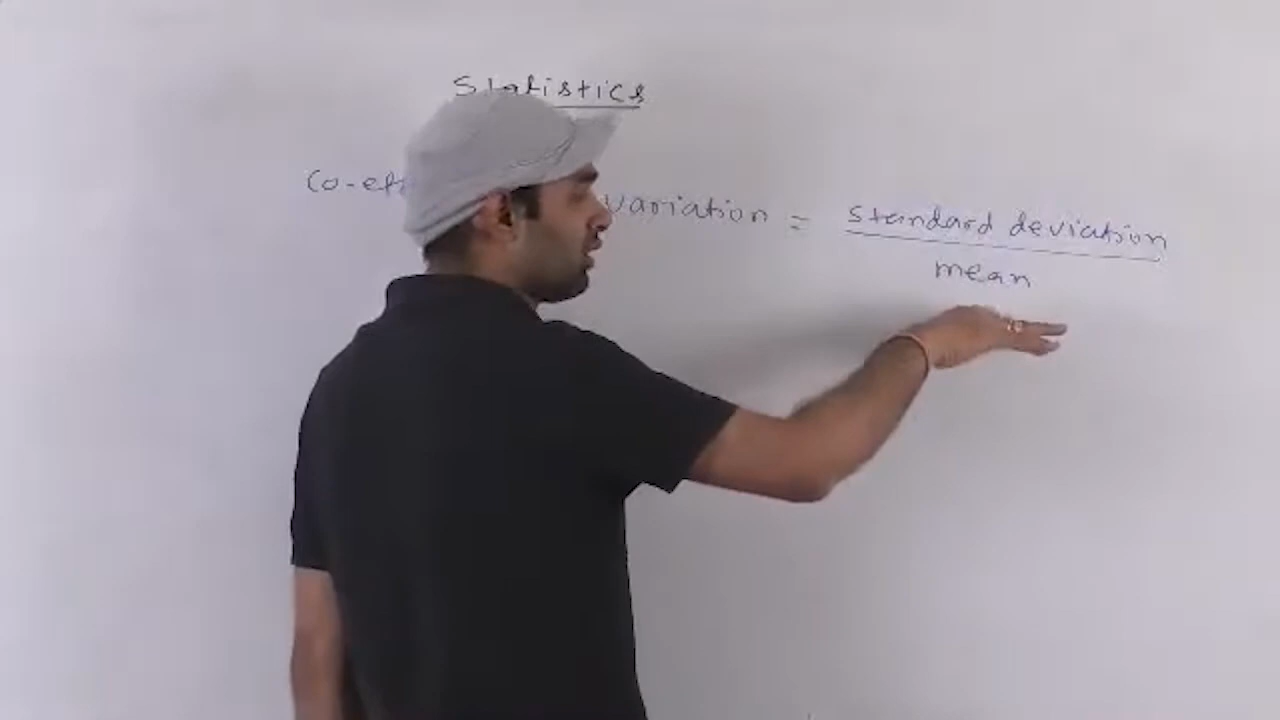 Statistics
Co-eff variation = standard deviation
mean